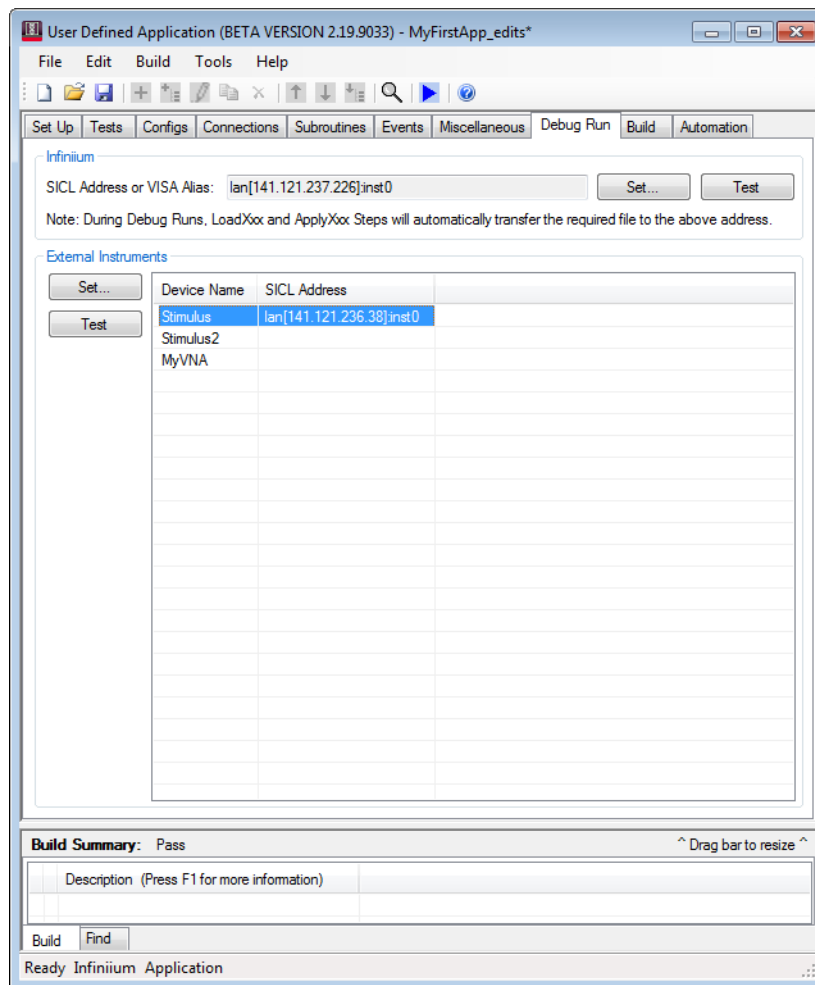 User Defined Application (BETA VERSION 2.19.9033) - MyFirstApp_edits*
File Edit Build Tools Help
Set Up Tests Configs Connections Subroutines Events Miscellaneous Debug Run Build Automation
Infiniium
SICL Address or VISA Alias: lan[141.121.237.226]:inst0 Set... Test
Note: During Debug Runs, LoadXxx and ApplyXxx Steps will automatically transfer the required file to the above address.
External Instruments
Set... Device Name SICL Address
Test Stimulus lan[141.121.236.38]:inst0
Stimulus2
MyVNA
Build Summary: Pass ^ Drag bar to resize ^
Description (Press F1 for more information)
Build Find
Ready Infiniium Application